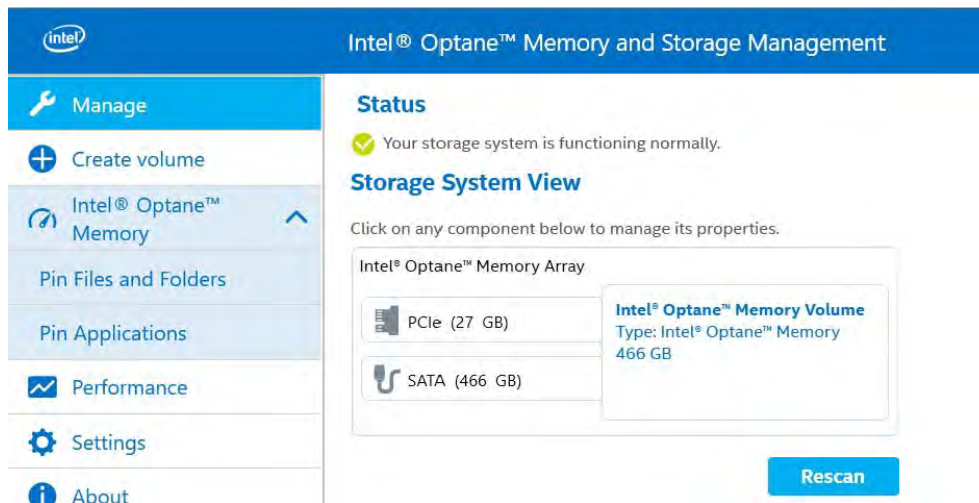 intel
Intel® Optane™ Memory and Storage Management
Manage
Create volume
Intel® Optane™
Memory
Pin Files and Folders
Pin Applications
Performance
Settings
About
Status
Your storage system is functioning normally.
Storage System View
Click on any component below to manage its properties.
Intel® Optane™ Memory Array
PCIe (27 GB)
SATA (466 GB)
Intel® Optane™ Memory Volume
Type: Intel® Optane™ Memory
466 GB
Rescan